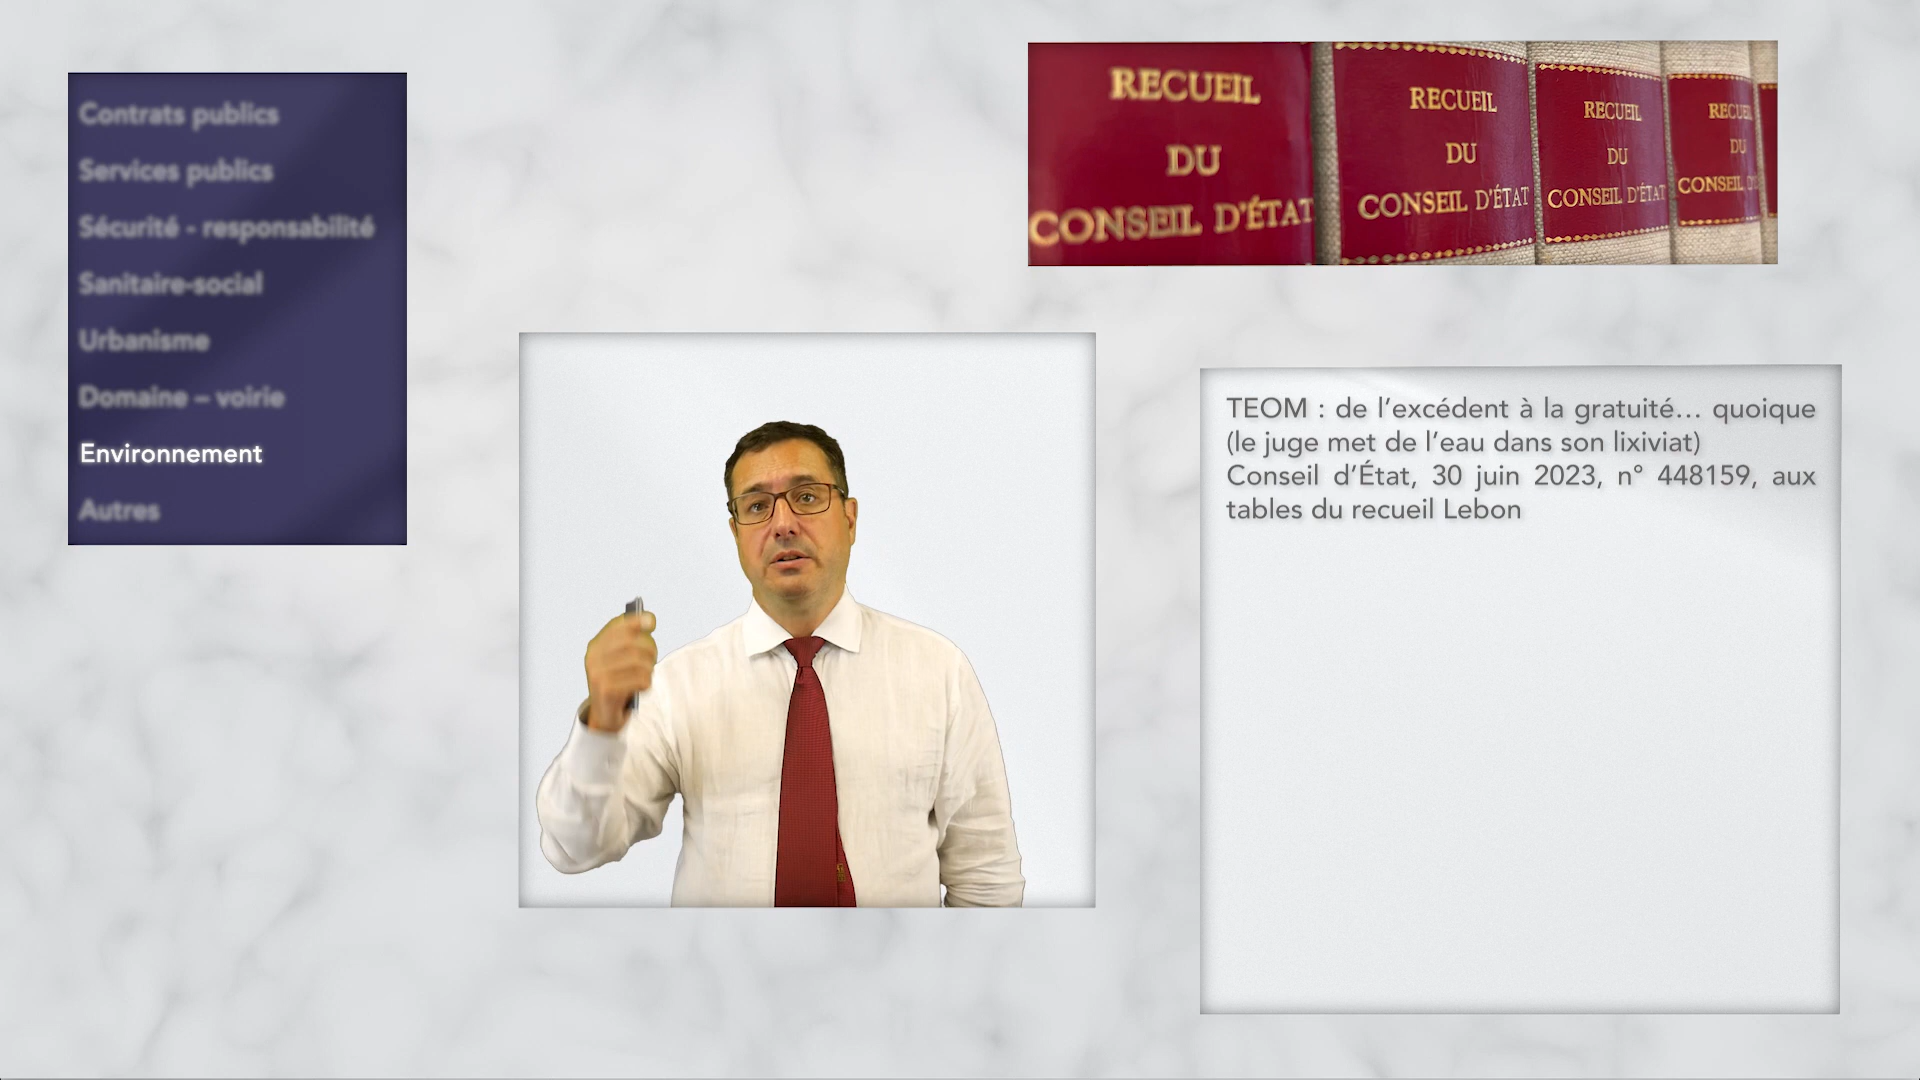 Contrats publics
Services publics
Sécurité - responsabilité
Sanitaire-social
Urbanisme
Domaine – voirie
Environnement
Autres
RECUEIL
DU
CONSEIL D'ÉTAT
RECUEIL
DU
CONSEIL D'ÉTAT
RECUEIL
DU
CONSEIL D'ÉTAT
RECUEIL
DU
CONSEIL
TEOM : de l’excédent à la gratuité… quoique
(le juge met de l’eau dans son lixiviat)
Conseil d’État, 30 juin 2023, n° 448159, aux
tables du recueil Lebon